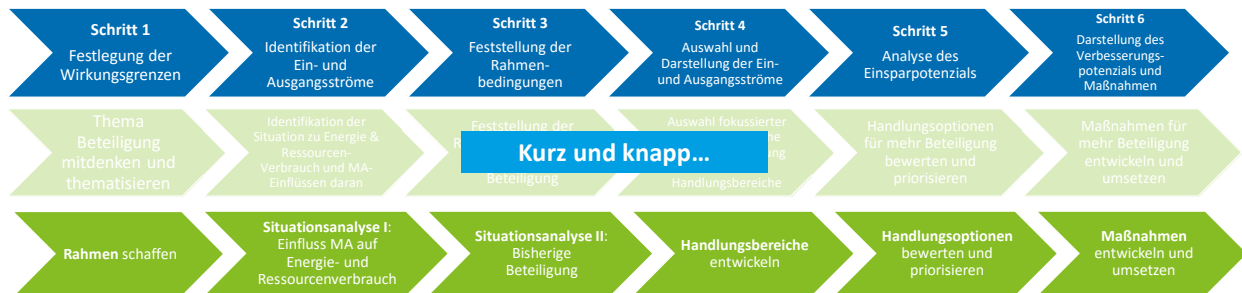 Schritt 1
Festlegung der
Wirkungsgrenzen
Schritt 2
Identifikation der
Ein- und
Ausgangsströme
Schritt 3
Feststellung der
Rahmen-
bedingungen
Schritt 4
Auswahl und
Darstellung der Ein-
und Ausgangsströme
Schritt 5
Analyse des
Einsparpotenzials
Schritt 6
Darstellung des
Verbesserungs-
potenzials und
Maßnahmen
Thema
Beteiligung
mitdenken und
thematisieren
Identifikation der
Situation zu Energie &
Ressourcen-
Verbrauch und MA-
Einflüssen daran
Feststellung der
Beteiligung
Auswahl fokussierter
Handlungsbereiche
Handlungsoptionen
für mehr Beteiligung
bewerten und
priorisieren
Maßnahmen für
mehr Beteiligung
entwickeln und
umsetzen
Kurz und knapp...
Rahmen schaffen
Situationsanalyse I:
Einfluss MA auf
Energie- und
Ressourcenverbrauch
Situationsanalyse II:
Bisherige
Beteiligung
Handlungsbereiche
entwickeln
Handlungsoptionen
bewerten und
priorisieren
Maßnahmen
entwickeln und
umsetzen